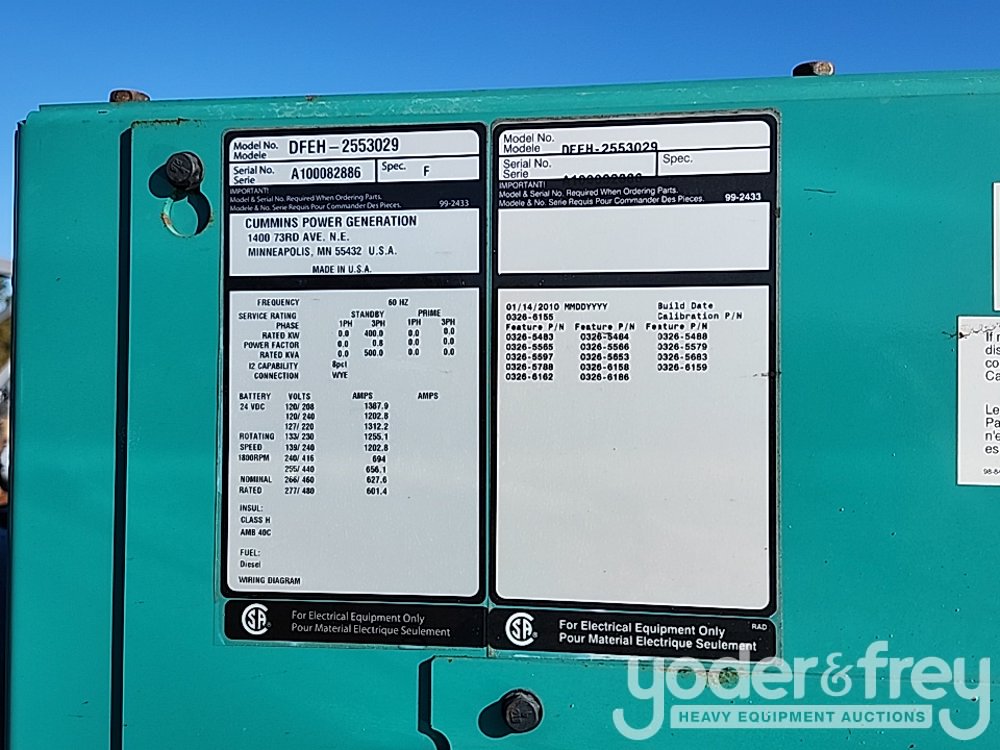 Model No. DFEH-2553029
Modele
Serial No. A100082886 Spec. F
Serie
IMPORTANT!
Model & Serial No. Required When Ordering Parts.
Modele & No. Serie Requis Pour Commander Des Pieces. 99-2433
CUMMINS POWER GENERATION
1400 73RD AVE. N.E.
MINNEAPOLIS, MN 55432 U.S.A.
MADE IN U.S.A.
FREQUENCY 60 HZ
SERVICE RATING STANDBY PRIME
PHASE 1PH 3PH 1PH 3PH
RATED KW 0.0 400.0 0.0 0.0
POWER FACTOR 0.0 0.8 0.0 0.0
RATED KVA 0.0 500.0 0.0 0.0
I2 CAPABILITY 8pct
CONNECTION WYE
BATTERY VOLTS AMPS AMPS
24 VDC 120/ 208 1387.9
120/ 240 1202.8
127/ 220 1312.2
ROTATING 133/ 230 1255.1
SPEED 139/ 240 1202.8
1800RPM 240/ 416 694
255/ 440 656.1
NOMINAL 266/ 460 627.6
RATED 277/ 480 601.4
INSUL:
CLASS H
AMB 40C
FUEL:
Diesel
WIRING DIAGRAM
SA ® For Electrical Equipment Only
Pour Material Electrique Seulement
Model No. DFEH-2553029
Modele
Serial No. A100082886 Spec.
Serie
IMPORTANT!
Model & Serial No. Required When Ordering Parts.
Modele & No. Serie Requis Pour Commander Des Pieces. 99-2433
01/14/2010 MMDDYYYY Build Date
0326-6155 Calibration P/N
Feature P/N Feature P/N Feature P/N
0326-5483 0326-5484 0326-5488
0326-5565 0326-5566 0326-5579
0326-5597 0326-5653 0326-5683
0326-5788 0326-6158 0326-6159
0326-6162 0326-6186
SA ® For Electrical Equipment Only RAD
Pour Material Electrique Seulement
If
dis
co
Ca
Le
Pa
n'é
es
98-8
yoder&frey
HEAVY EQUIPMENT AUCTIONS